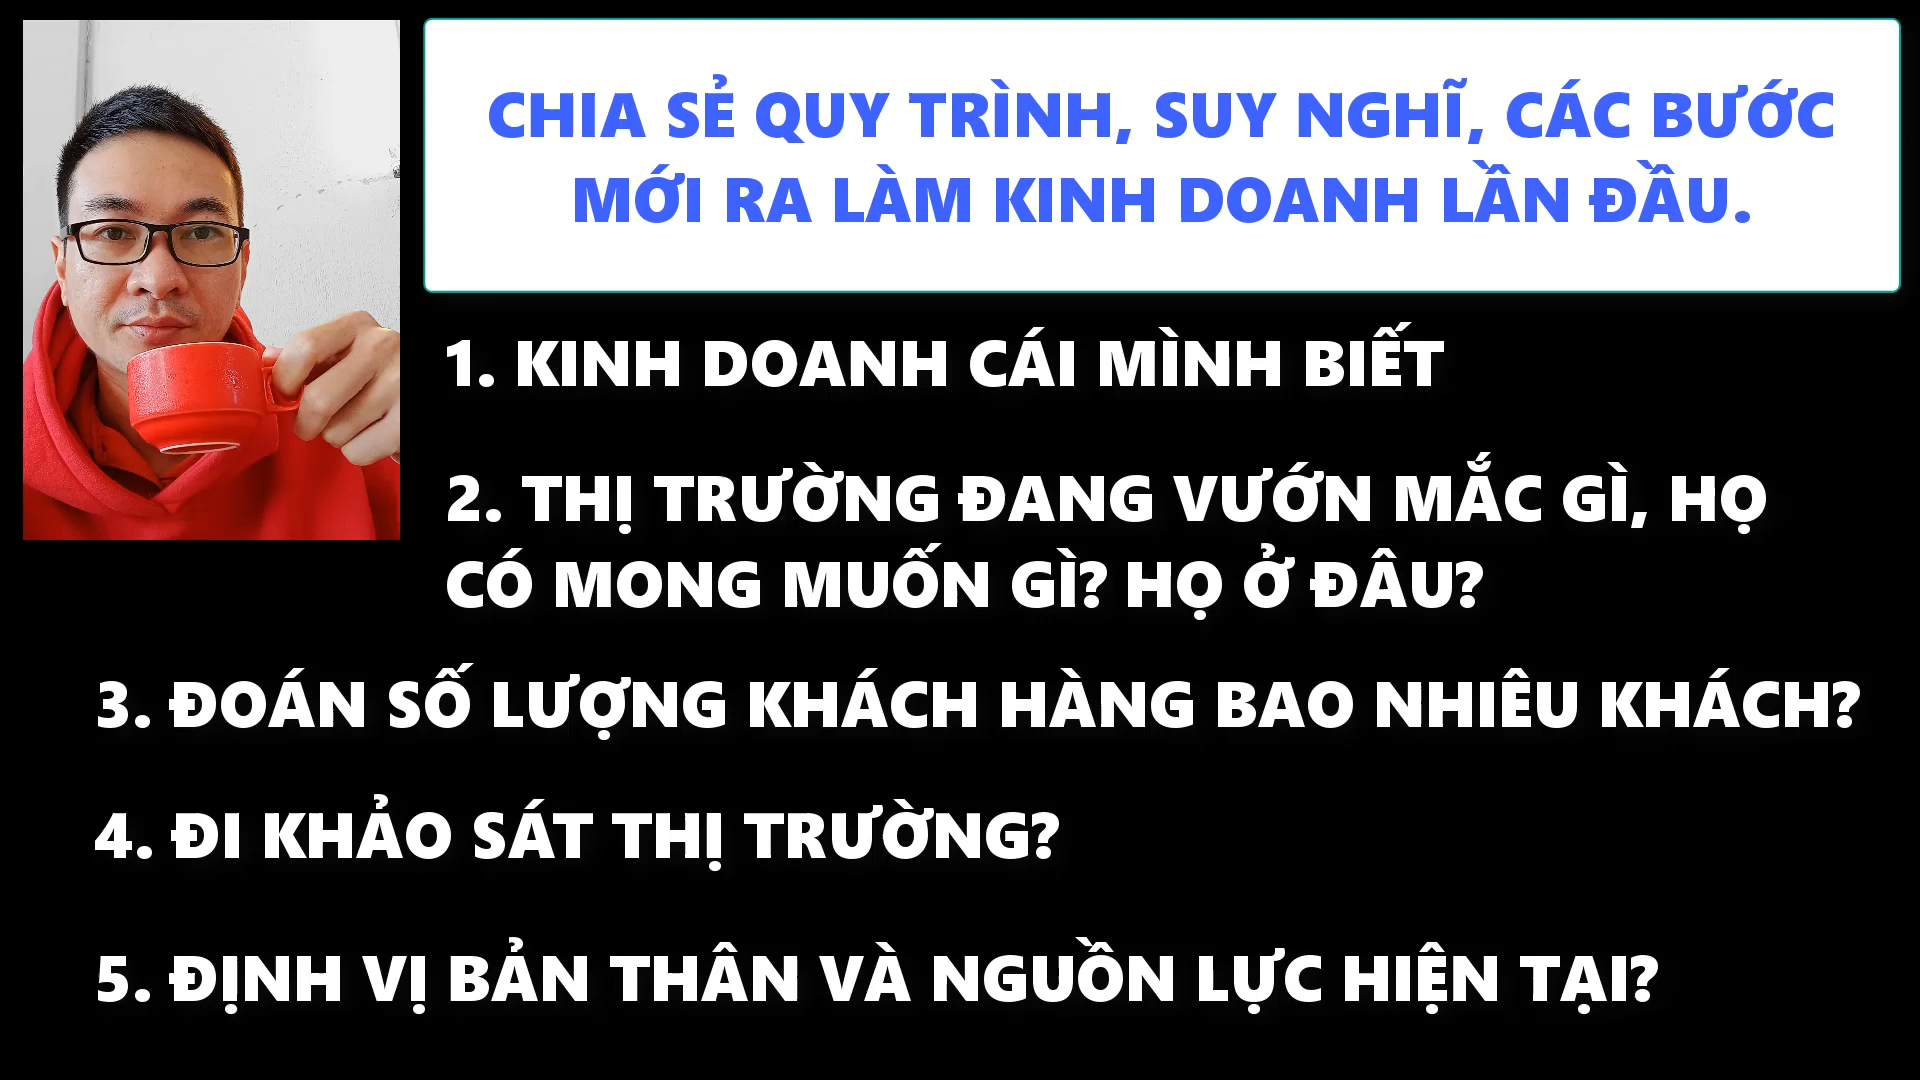 CHIA SẺ QUY TRÌNH, SUY NGHĨ, CÁC BƯỚC
MỚI RA LÀM KINH DOANH LẦN ĐẦU.
1. KINH DOANH CÁI MÌNH BIẾT
2. THỊ TRƯỜNG ĐANG VƯỚN MẮC GÌ, HỌ
CÓ MONG MUỐN GÌ? HỌ Ở ĐÂU?
3. ĐOÁN SỐ LƯỢNG KHÁCH HÀNG BAO NHIÊU KHÁCH?
4. ĐI KHẢO SÁT THỊ TRƯỜNG?
5. ĐỊNH VỊ BẢN THÂN VÀ NGUỒN LỰC HIỆN TẠI?